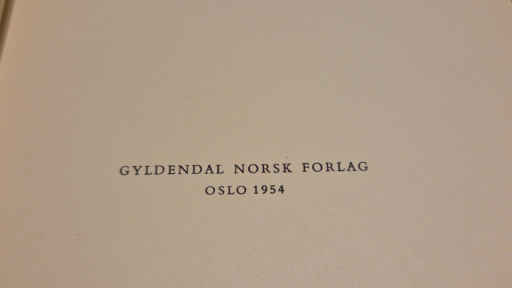 GYLDENDAL NORSK FORLAG
OSLO 1954